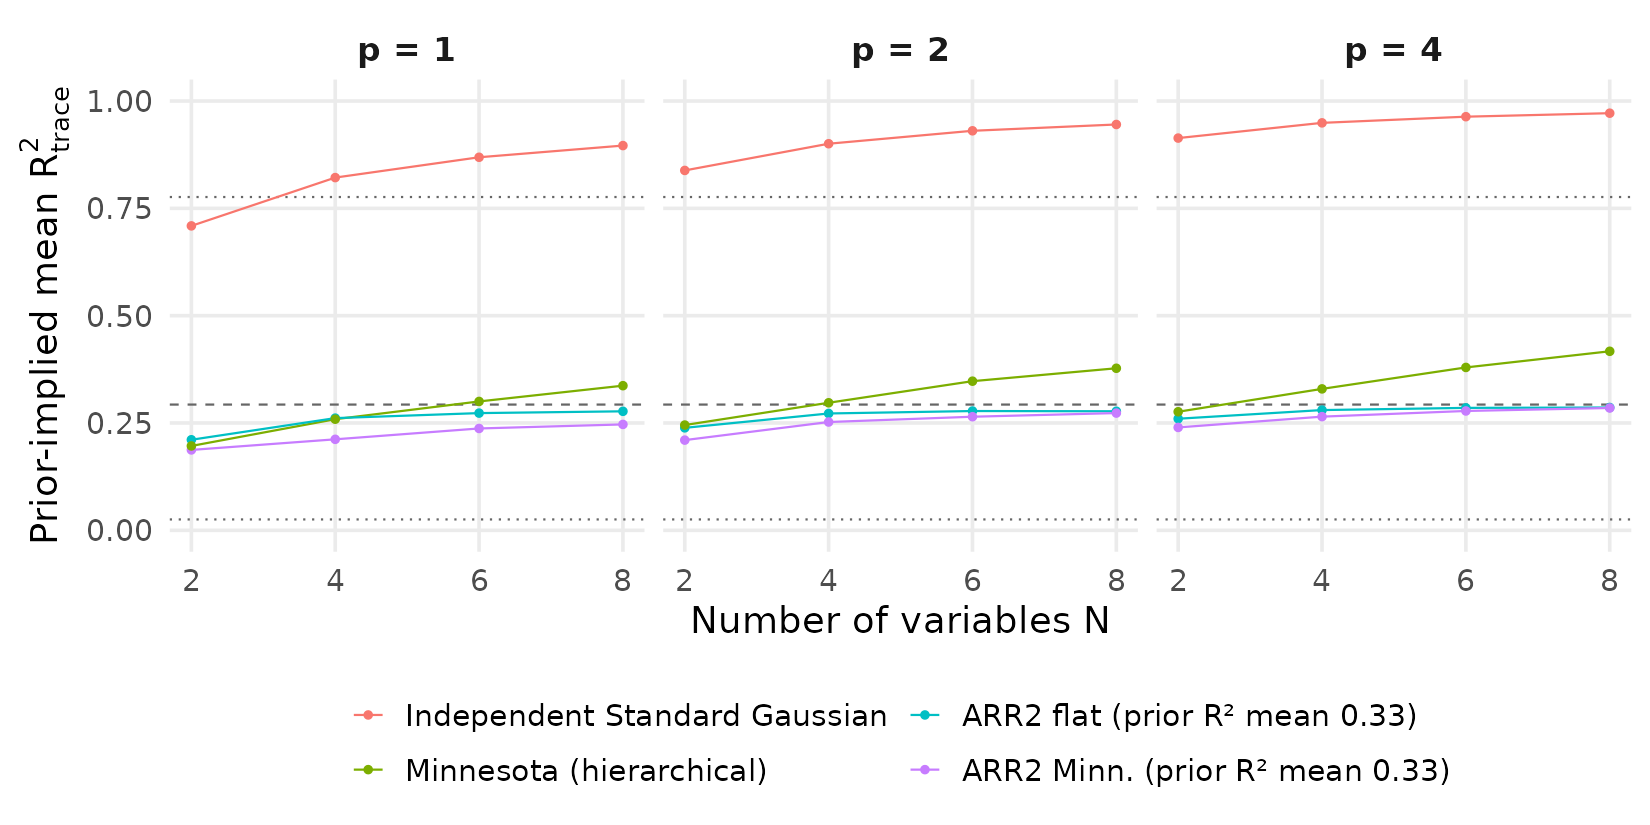 p = 1 p = 2 p = 4
Prior-implied mean R²trace
1.00
0.75
0.50
0.25
0.00
2 4 6 8 2 4 6 8 2 4 6 8
Number of variables N
Independent Standard Gaussian ARR2 flat (prior R² mean 0.33)
Minnesota (hierarchical) ARR2 Minn. (prior R² mean 0.33)